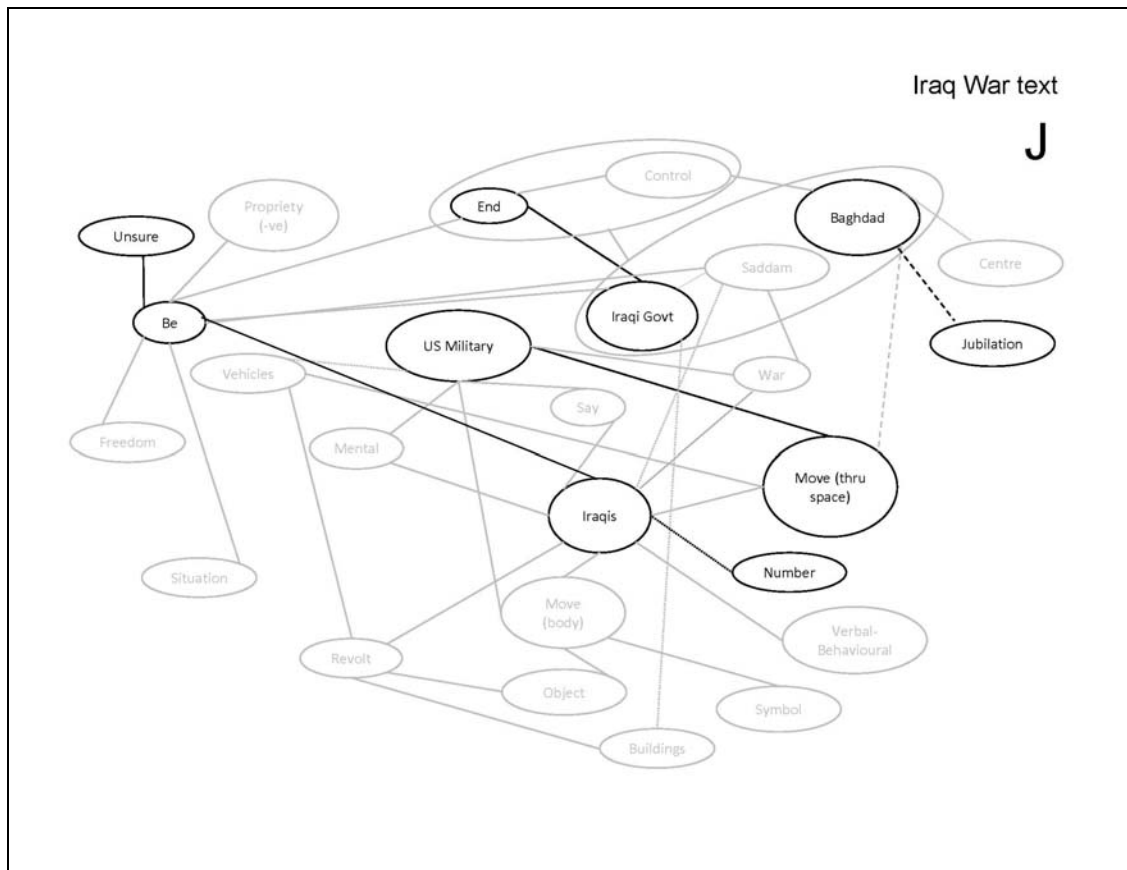 Iraq War text
J
Control
Propriety
(-ve)
End
Baghdad
Unsure
Centre
Saddam
Be
Iraqi Govt
US Military
Jubilation
Vehicles
War
Say
Freedom
Mental
Move (thru
space)
Iraqis
Number
Situation
Move
(body)
Verbal-
Behavioural
Revolt
Object
Symbol
Buildings